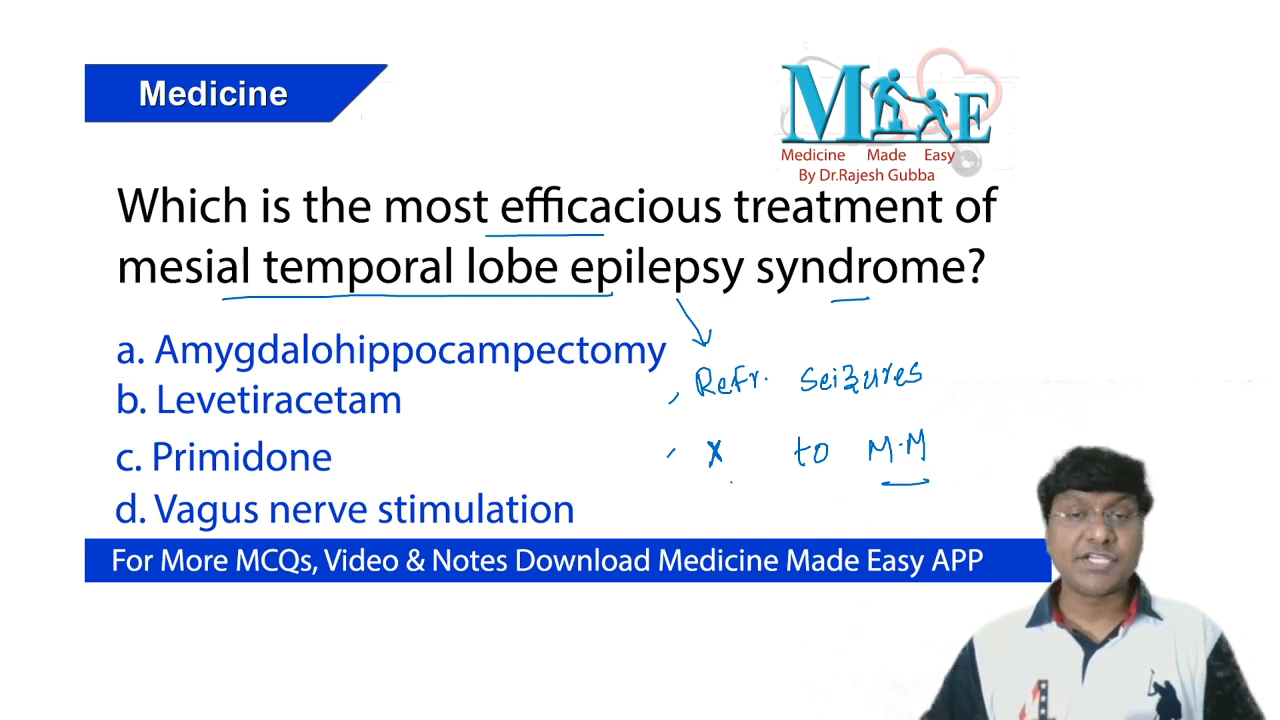 Medicine
M E
Medicine Made Easy
By Dr.Rajesh Gubba
Which is the most efficacious treatment of
mesial temporal lobe epilepsy syndrome?
a. Amygdalohippocampectomy
b. Levetiracetam
c. Primidone
d. Vagus nerve stimulation
Refr. seizures
X to M.M
For More MCQs, Video & Notes Download Medicine Made Easy APP